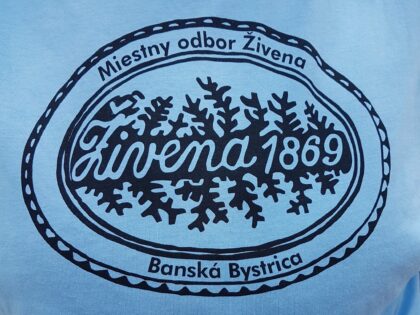 Miestny odbor Živena
Živena 1869
Banská Bystrica